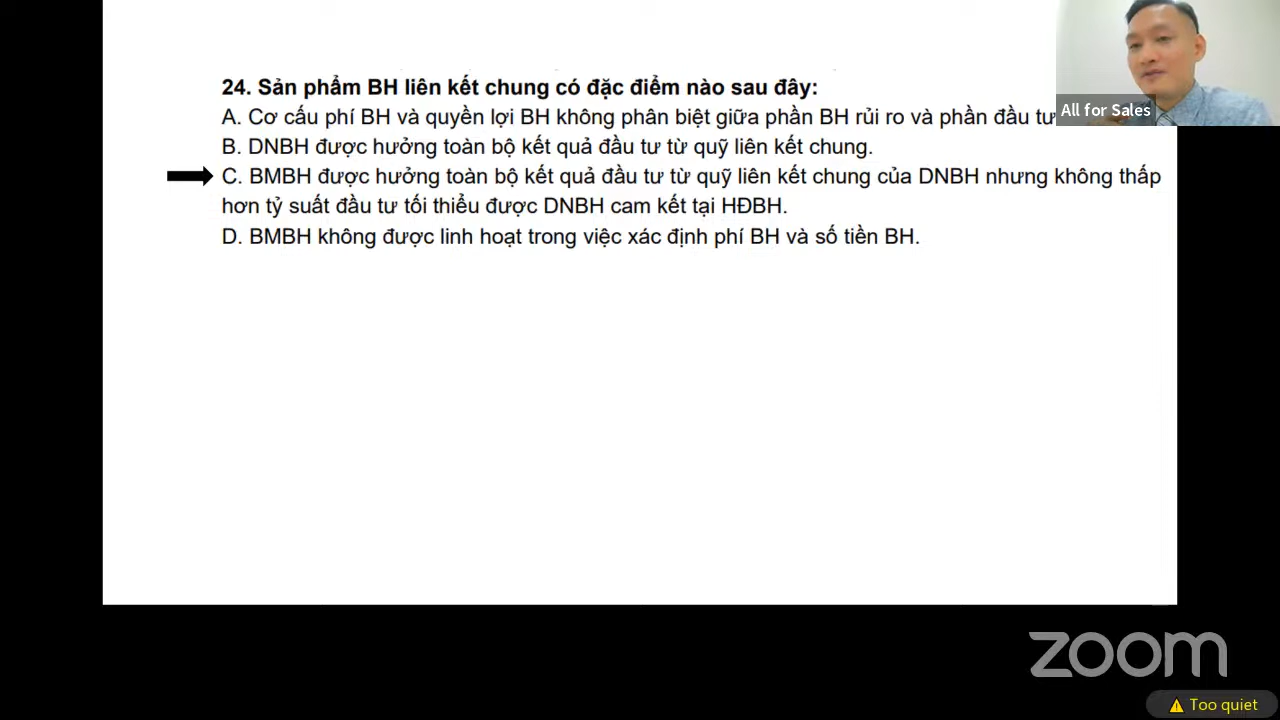 24. Sản phẩm BH liên kết chung có đặc điểm nào sau đây:
A. Cơ cấu phí BH và quyền lợi BH không phân biệt giữa phần BH rủi ro và phần đầu tư
B. DNBH được hưởng toàn bộ kết quả đầu tư từ quỹ liên kết chung.
C. BMBH được hưởng toàn bộ kết quả đầu tư từ quỹ liên kết chung của DNBH nhưng không thấp
hơn tỷ suất đầu tư tối thiểu được DNBH cam kết tại HĐBH.
D. BMBH không được linh hoạt trong việc xác định phí BH và số tiền BH.
All for Sales
zoom
Too quiet